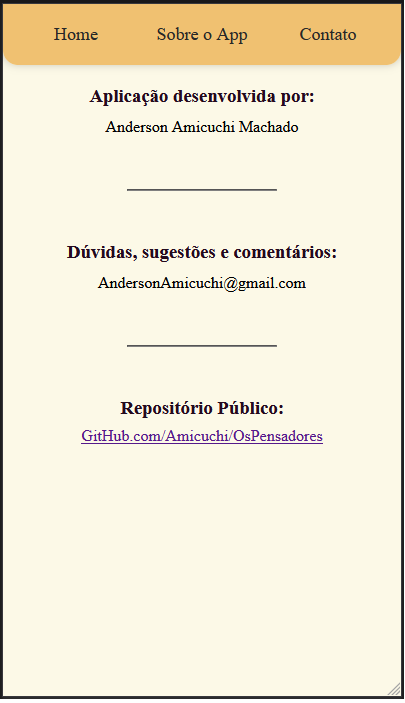 Home Sobre o App Contato
Aplicação desenvolvida por:
Anderson Amicuchi Machado
Dúvidas, sugestões e comentários:
AndersonAmicuchi@gmail.com
Repositório Público:
GitHub.com/Amicuchi/OsPensadores